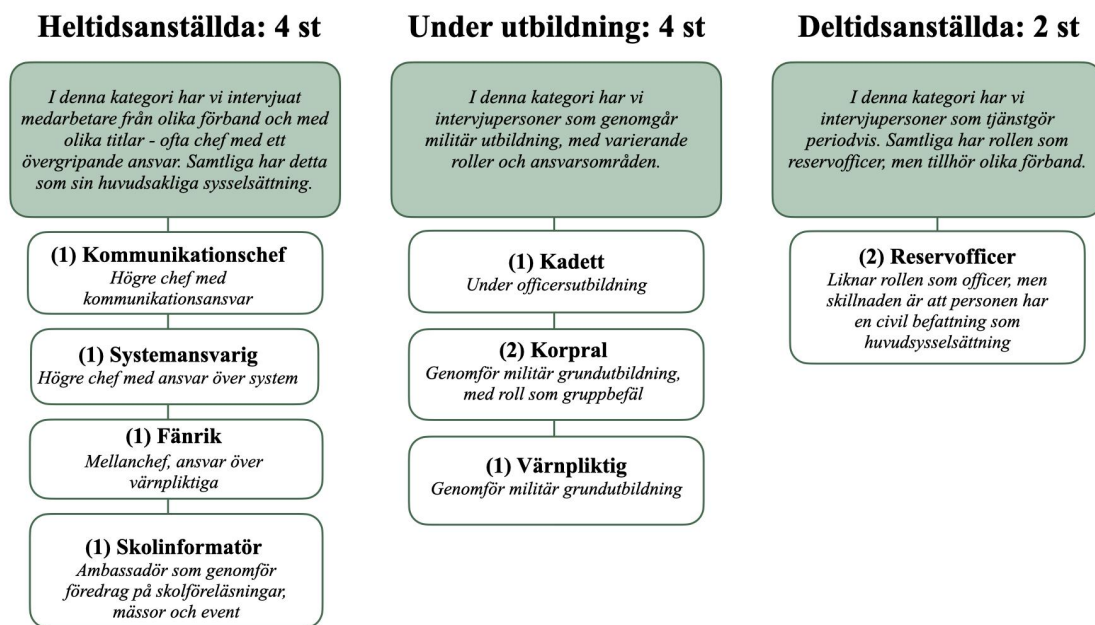 Heltidsanställda: 4 st
I denna kategori har vi intervjuat
medarbetare från olika förband och med
olika titlar - ofta chef med ett
övergripande ansvar. Samtliga har detta
som sin huvudsakliga sysselsättning.
(1) Kommunikationschef
Högre chef med
kommunikationsansvar
(1) Systemansvarig
Högre chef med ansvar över system
(1) Fänrik
Mellanchef, ansvar över
värnpliktiga
(1) Skolinformatör
Ambassadör som genomför
föredrag på skolföreläsningar,
mässor och event
Under utbildning: 4 st
I denna kategori har vi
intervjupersoner som genomgår
militär utbildning, med varierande
roller och ansvarsområden.
(1) Kadett
Under officersutbildning
(2) Korpral
Genomför militär grundutbildning,
med roll som gruppbefäl
(1) Värnpliktig
Genomför militär grundutbildning
Deltidsanställda: 2 st
I denna kategori har vi
intervjupersoner som tjänstgör
periodvis. Samtliga har rollen som
reservofficer, men tillhör olika förband.
(2) Reservofficer
Liknar rollen som officer, men
skillnaden är att personen har
en civil befattning som
huvudsysselsättning